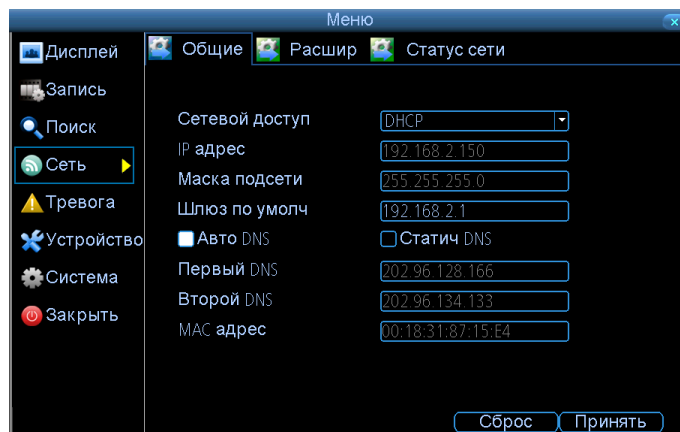 Меню
Дисплей
Запись
Поиск
Сеть
Тревога
Устройство
Система
Закрыть
Общие Расшир Статус сети
Сетевой доступ DHCP
IP адрес 192.168.2.150
Маска подсети 255.255.255.0
Шлюз по умолч 192.168.2.1
Авто DNS Статич DNS
Первый DNS 202.96.128.166
Второй DNS 202.96.134.133
MAC адрес 00:18:31:87:15:E4
Сброс Принять